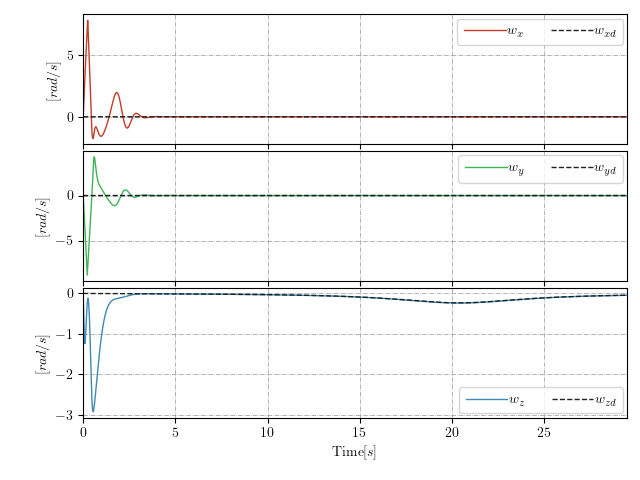 w_x w_xd
[rad/s]
5
0
w_y w_yd
[rad/s]
0
−5
w_z w_zd
[rad/s]
0
−1
−2
−3
0 5 10 15 20 25
Time[s]